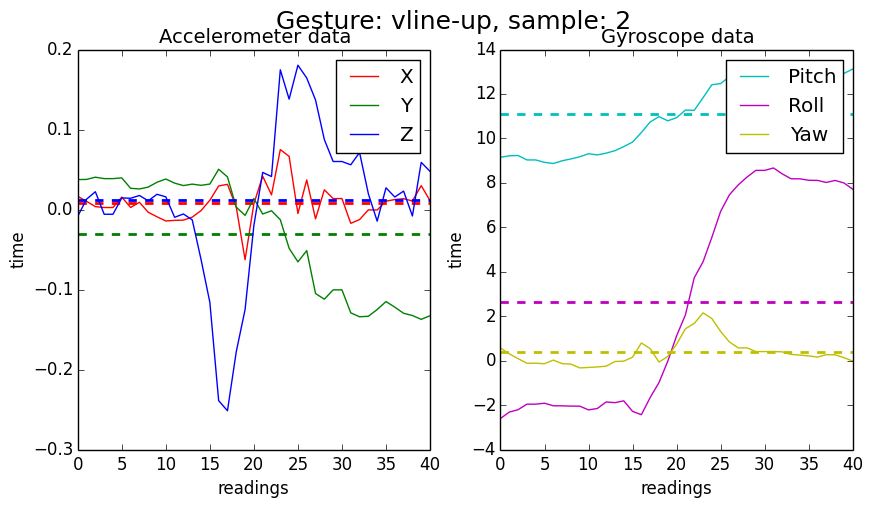 Gesture: vline-up, sample: 2
Accelerometer data
0.2
0.1
0.0
−0.1
−0.2
−0.3
time
X
Y
Z
0 5 10 15 20 25 30 35 40
readings
Gyroscope data
14
12
10
8
6
4
2
0
−2
−4
time
Pitch
Roll
Yaw
0 5 10 15 20 25 30 35 40
readings